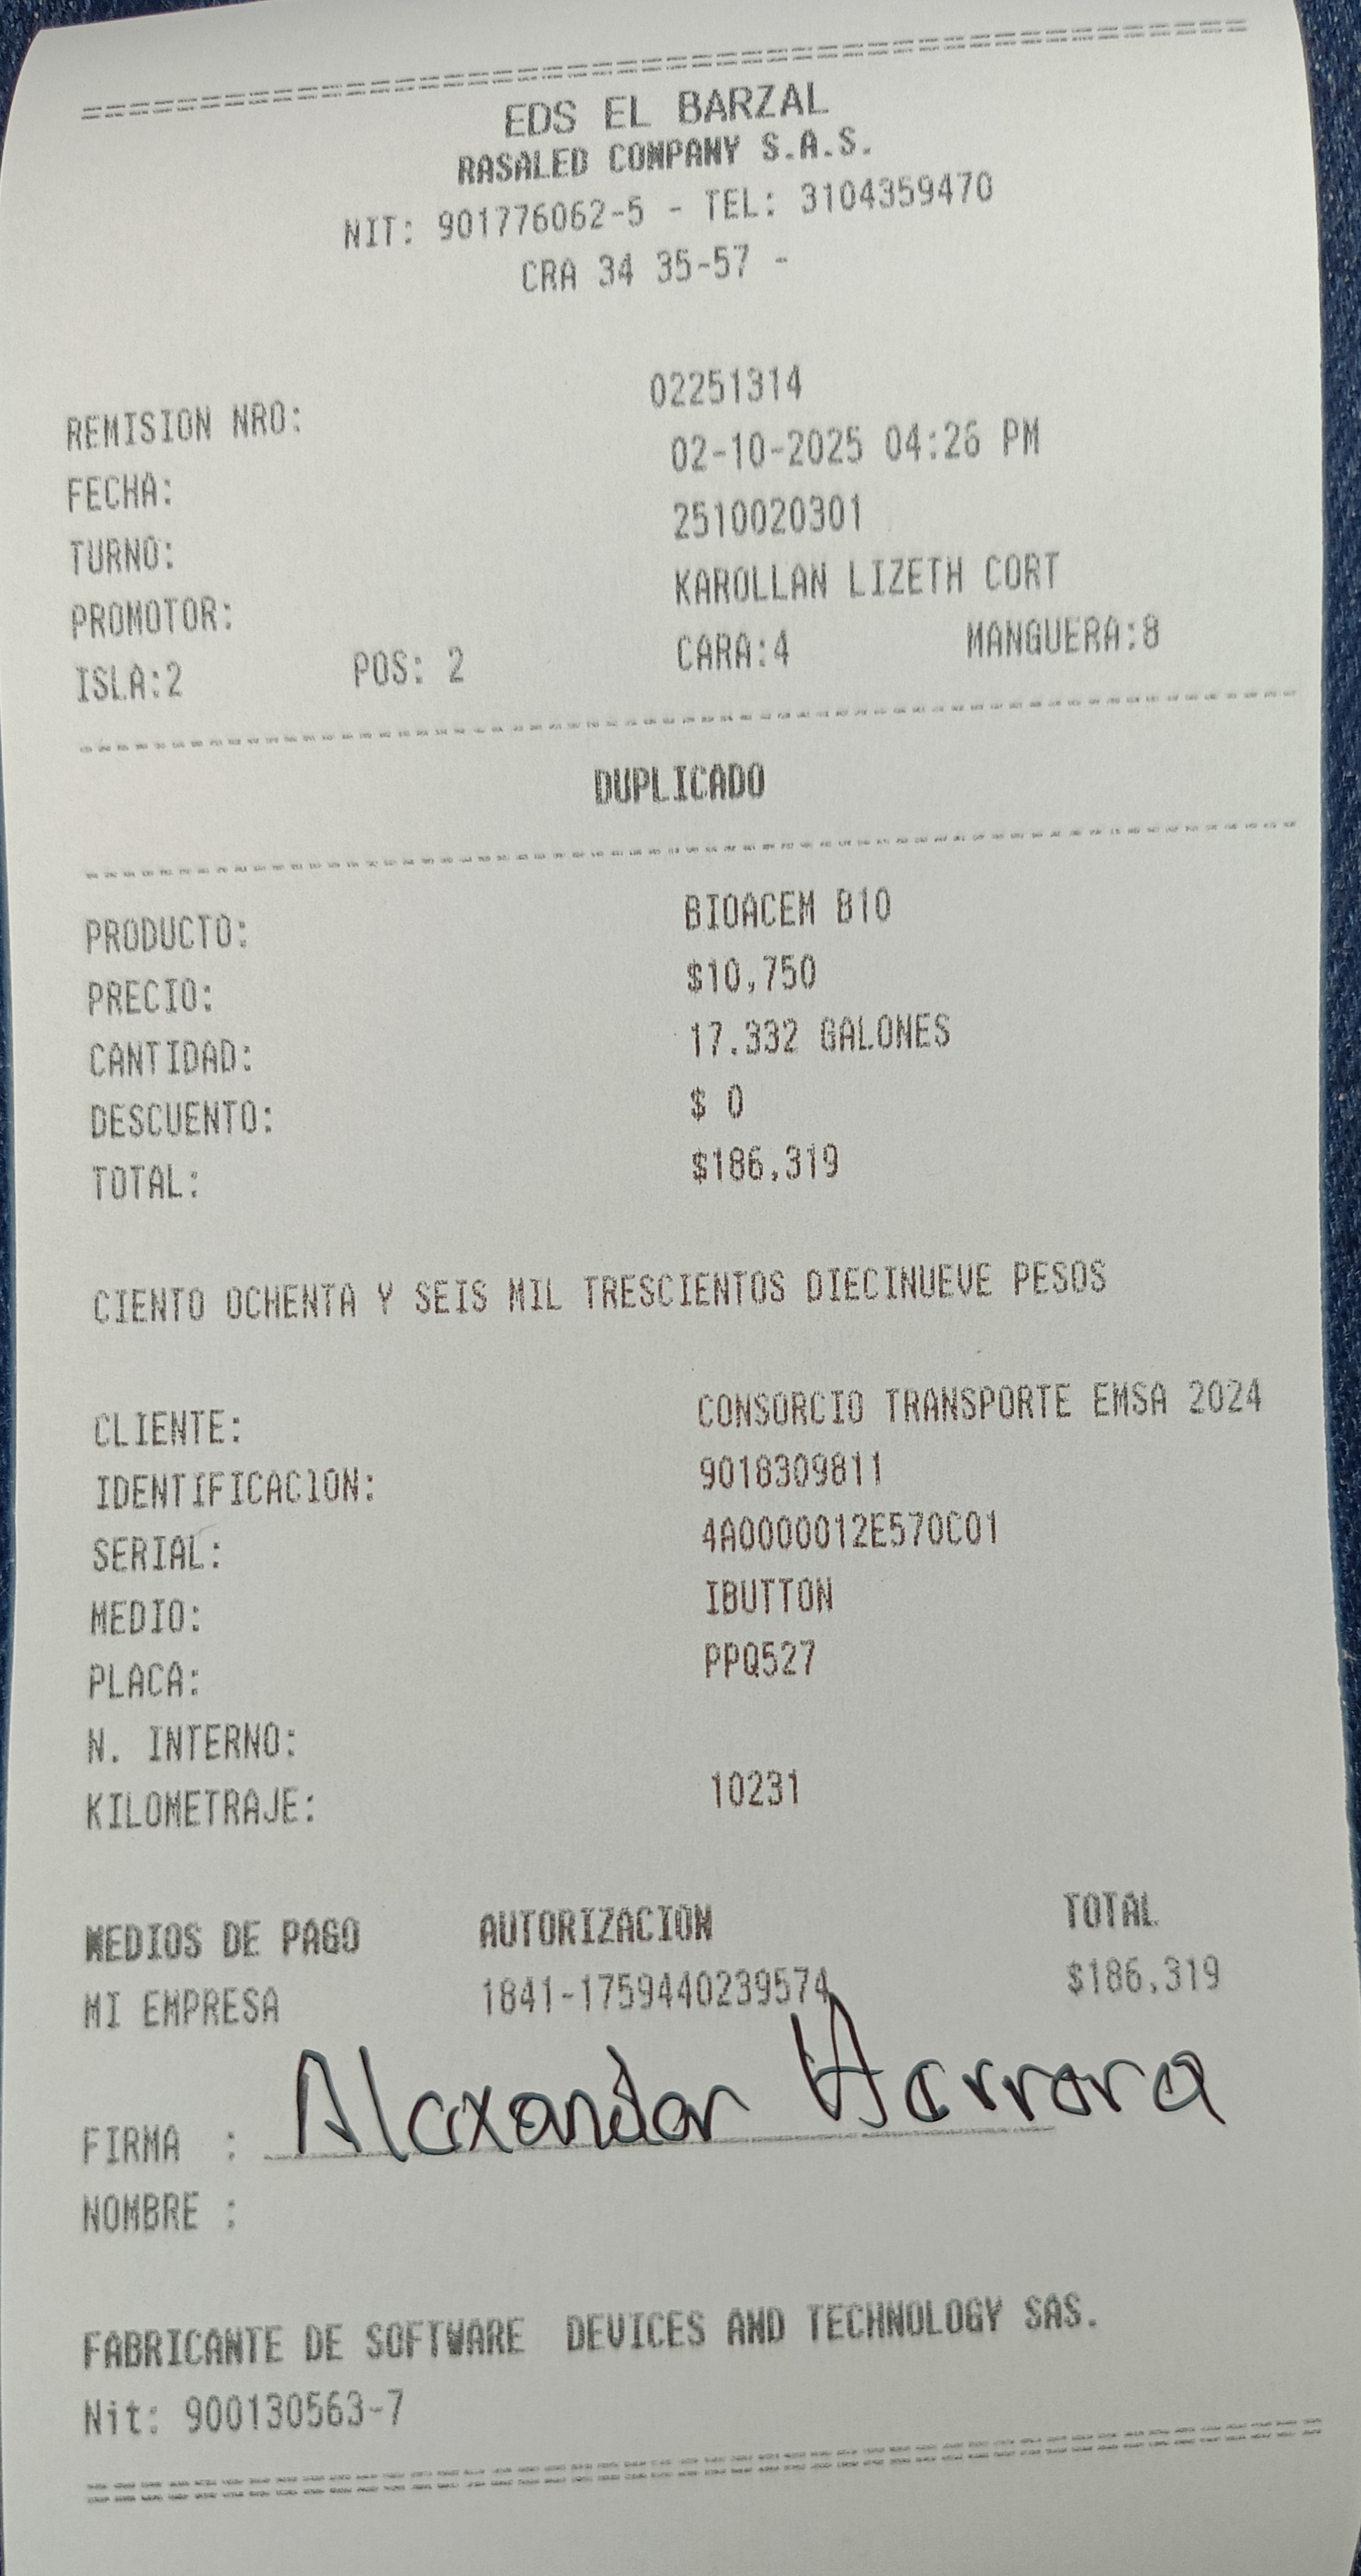 EDS EL BARZAL
RASALED COMPANY S.A.S.
NIT: 901776062-5 - TEL: 3104359470
CRA 34 35-57 -
REMISION NRO: 02251314
FECHA: 02-10-2025 04:26 PM
TURNO: 2510020301
PROMOTOR: KAROLLAN LIZETH CORT
ISLA:2 POS: 2 CARA:4 MANGUERA:8
DUPLICADO
PRODUCTO: BIOACEM B10
PRECIO: $10,750
CANTIDAD: 17.332 GALONES
DESCUENTO: $ 0
TOTAL: $186,319
CIENTO OCHENTA Y SEIS MIL TRESCIENTOS DIECINUEVE PESOS
CLIENTE: CONSORCIO TRANSPORTE EMSA 2024
IDENTIFICACION: 9018309811
SERIAL: 4A0000012E570C01
MEDIO: IBUTTON
PLACA: PPQ527
N. INTERNO:
KILOMETRAJE: 10231
MEDIOS DE PAGO AUTORIZACION TOTAL
MI EMPRESA 1841-1759440239574 $186,319
FIRMA : Alexander Herrera
NOMBRE :
FABRICANTE DE SOFTWARE DEVICES AND TECHNOLOGY SAS.
Nit: 900130563-7